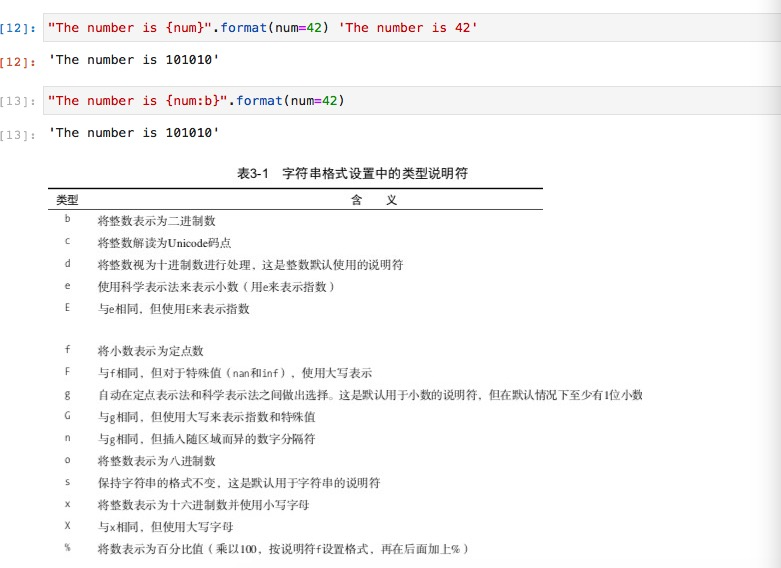 [12]: "The number is {num}".format(num=42) 'The number is 42'
[12]: 'The number is 101010'
[13]: "The number is {num:b}".format(num=42)
[13]: 'The number is 101010'
表3-1 字符串格式设置中的类型说明符
类型 含 义
b 将整数表示为二进制数
c 将整数解读为Unicode码点
d 将整数视为十进制数进行处理，这是整数默认使用的说明符
e 使用科学表示法来表示小数（用e来表示指数）
E 与e相同，但使用E来表示指数
f 将小数表示为定点数
F 与f相同，但对于特殊值（nan和inf），使用大写表示
g 自动在定点表示法和科学表示法之间做出选择。这是默认用于小数的说明符，但在默认情况下至少有1位小数
G 与g相同，但使用大写来表示指数和特殊值
n 与g相同，但插入随区域而异的数字分隔符
o 将整数表示为八进制数
s 保持字符串的格式不变，这是默认用于字符串的说明符
x 将整数表示为十六进制数并使用小写字母
X 与x相同，但使用大写字母
% 将数表示为百分比值（乘以100，按说明符f设置格式，再在后面加上%）